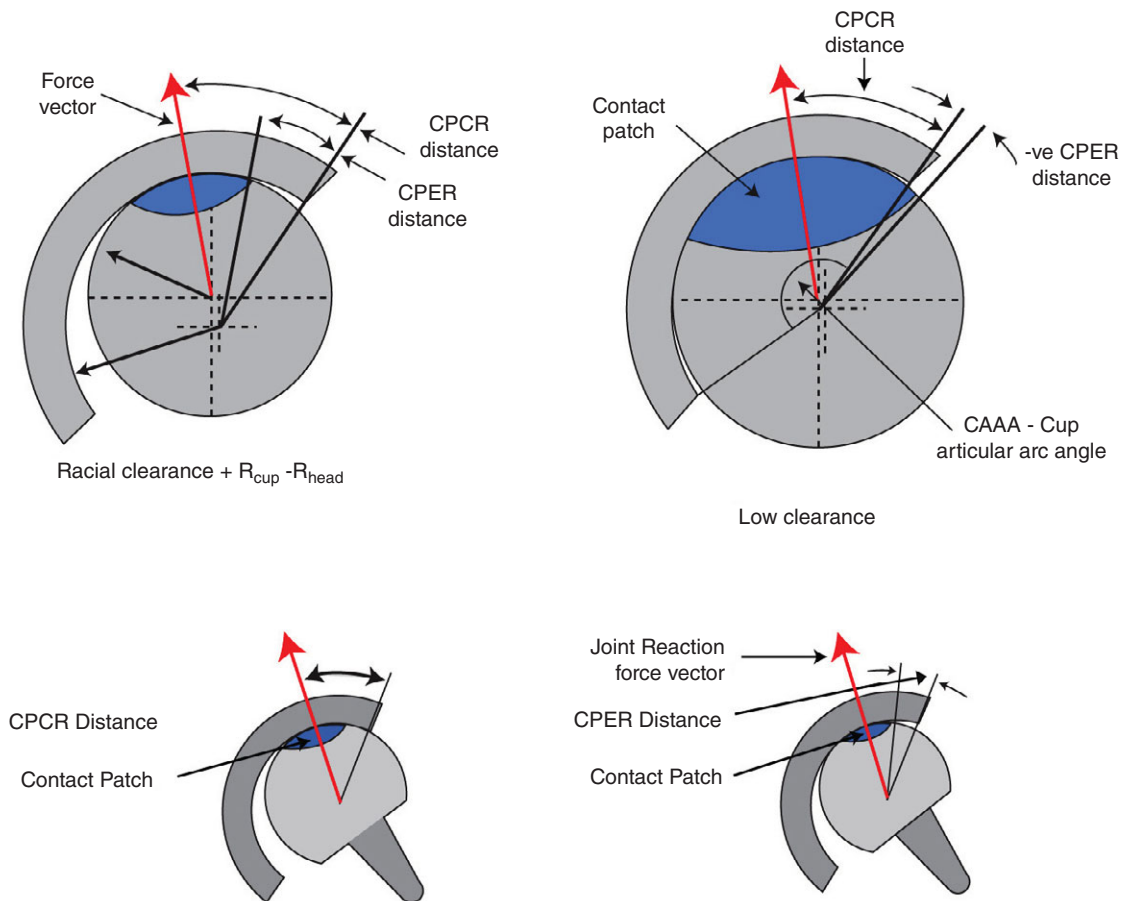 Force
vector
CPCR
distance
CPER
distance
Racial clearance + Rcup -Rhead
CPCR
distance
Contact
patch
-ve CPER
distance
CAAA - Cup
articular arc angle
Low clearance
CPCR Distance
Contact Patch
Joint Reaction
force vector
CPER Distance
Contact Patch